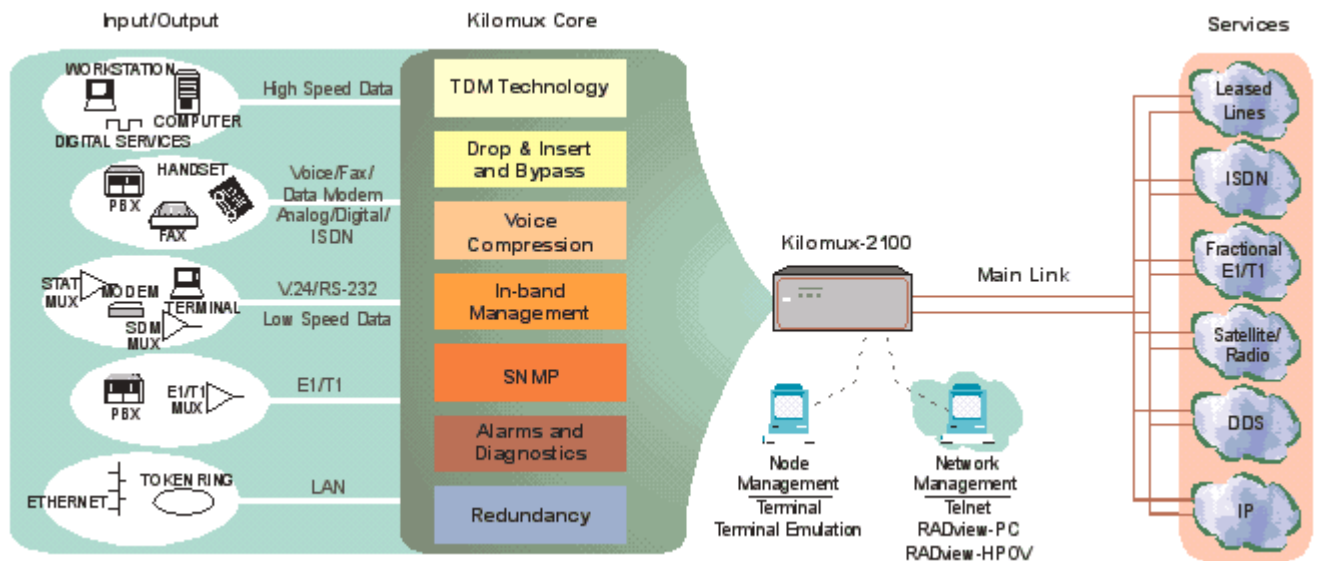 Input/Output
Kilomux Core
Services
WORKSTATION
COMPUTER
DIGITAL SERVICES
High Speed Data
HANDSET
PBX
FAX
Voice/Fax/
Data Modem
Analog/Digital/
ISDN
STAT
MUX
MODEM
TERMINAL
SDM
MUX
V.24/RS-232
Low Speed Data
PBX
E1/T1
MUX
E1/T1
ETHERNET
TOKEN RING
LAN
TDM Technology
Drop & Insert
and Bypass
Voice
Compression
In-band
Management
SNMP
Alarms and
Diagnostics
Redundancy
Kilomux-2100
Main Link
Node
Management
Terminal
Terminal Emulation
Network
Management
Telnet
RADview-PC
RADview-HPOV
Leased
Lines
ISDN
Fractional
E1/T1
Satellite/
Radio
DDS
IP